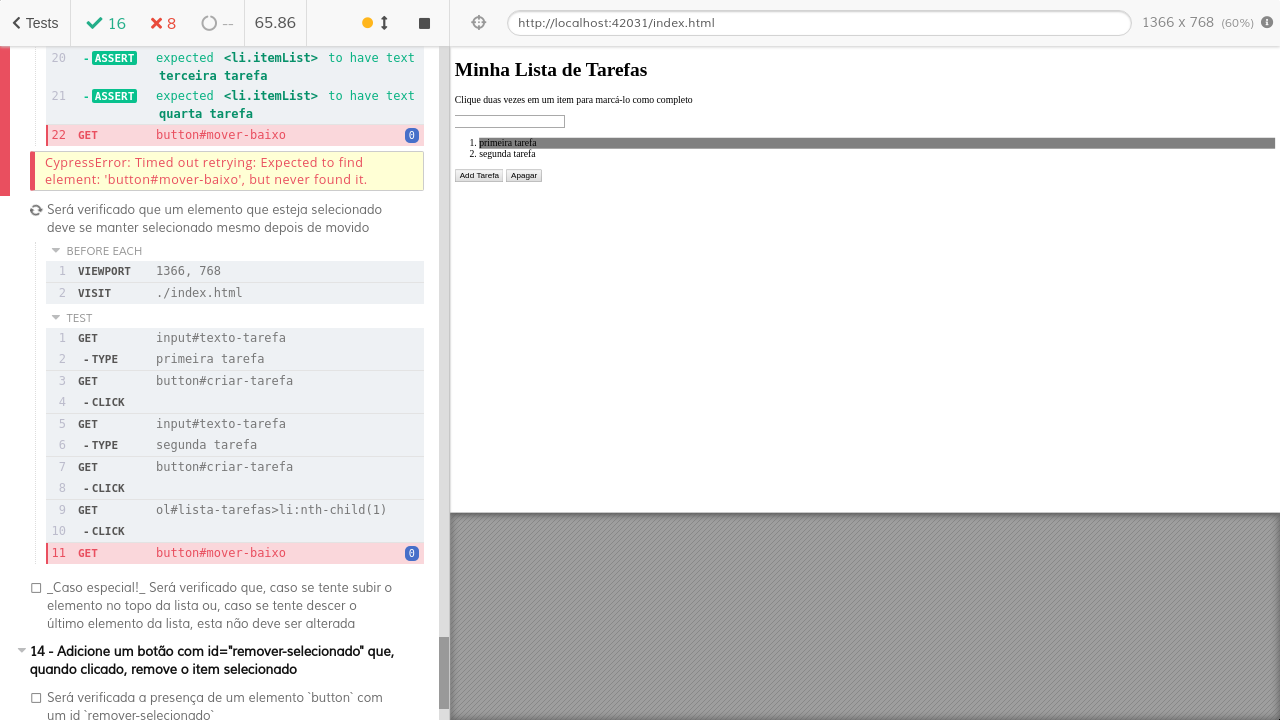 Tests 16 8 -- 65.86
http://localhost:42031/index.html 1366 x 768 (60%)
20 - ASSERT expected <li.itemList> to have text
terceira tarefa
21 - ASSERT expected <li.itemList> to have text
quarta tarefa
22 GET button#mover-baixo 0
CypressError: Timed out retrying: Expected to find
element: 'button#mover-baixo', but never found it.
Será verificado que um elemento que esteja selecionado
deve se manter selecionado mesmo depois de movido
BEFORE EACH
1 VIEWPORT 1366, 768
2 VISIT ./index.html
TEST
1 GET input#texto-tarefa
2 - TYPE primeira tarefa
3 GET button#criar-tarefa
4 - CLICK
5 GET input#texto-tarefa
6 - TYPE segunda tarefa
7 GET button#criar-tarefa
8 - CLICK
9 GET ol#lista-tarefas>li:nth-child(1)
10 - CLICK
11 GET button#mover-baixo 0
_Caso especial!_ Será verificado que, caso se tente subir o
elemento no topo da lista ou, caso se tente descer o
último elemento da lista, esta não deve ser alterada
14 - Adicione um botão com id="remover-selecionado" que,
quando clicado, remove o item selecionado
Será verificada a presença de um elemento `button` com
um id `remover-selecionado`
Minha Lista de Tarefas
Clique duas vezes em um item para marcá-lo como completo
1. primeira tarefa
2. segunda tarefa
Add Tarefa Apagar